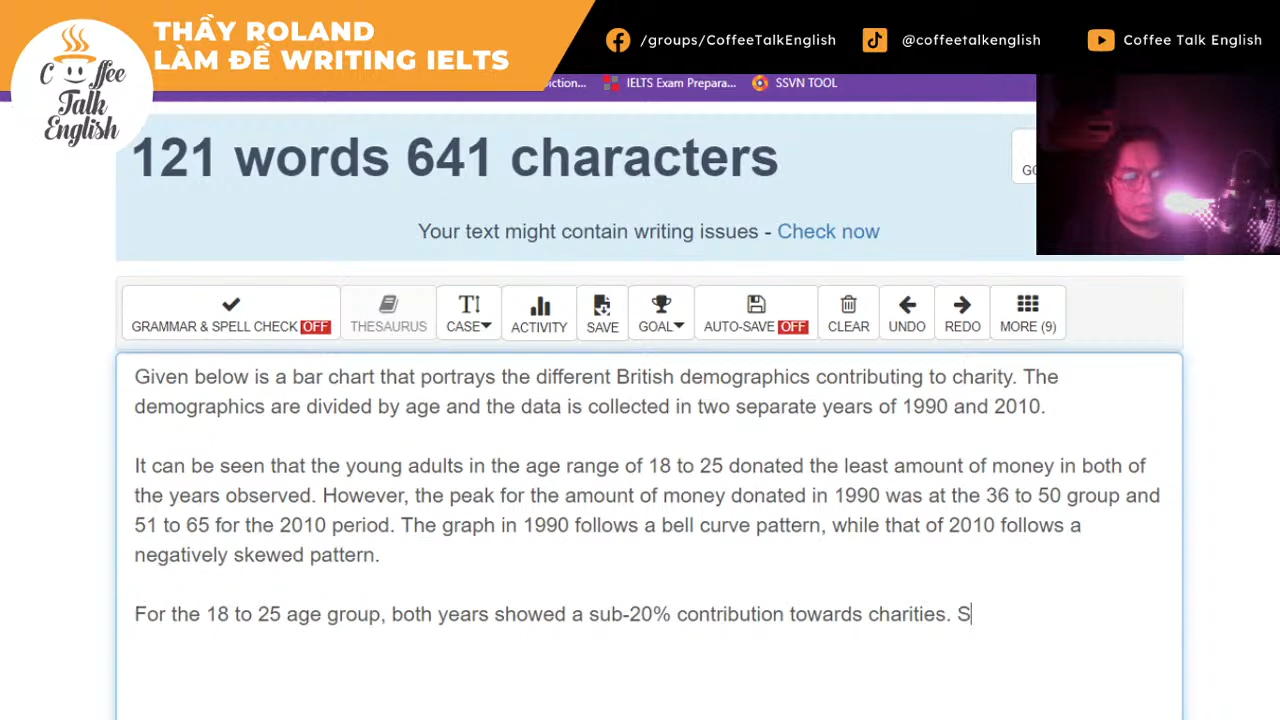 THẦY ROLAND
LÀM ĐỀ WRITING IELTS
Coffee
Talk
English
/groups/CoffeeTalkEnglish
@coffeetalkenglish
Coffee Talk English
iction...
IELTS Exam Prepara...
SSVN TOOL
121 words 641 characters
Your text might contain writing issues - Check now
GRAMMAR & SPELL CHECK OFF
THESAURUS
CASE
ACTIVITY
SAVE
GOAL
AUTO-SAVE OFF
CLEAR
UNDO
REDO
MORE (9)
Given below is a bar chart that portrays the different British demographics contributing to charity. The
demographics are divided by age and the data is collected in two separate years of 1990 and 2010.
It can be seen that the young adults in the age range of 18 to 25 donated the least amount of money in both of
the years observed. However, the peak for the amount of money donated in 1990 was at the 36 to 50 group and
51 to 65 for the 2010 period. The graph in 1990 follows a bell curve pattern, while that of 2010 follows a
negatively skewed pattern.
For the 18 to 25 age group, both years showed a sub-20% contribution towards charities. S